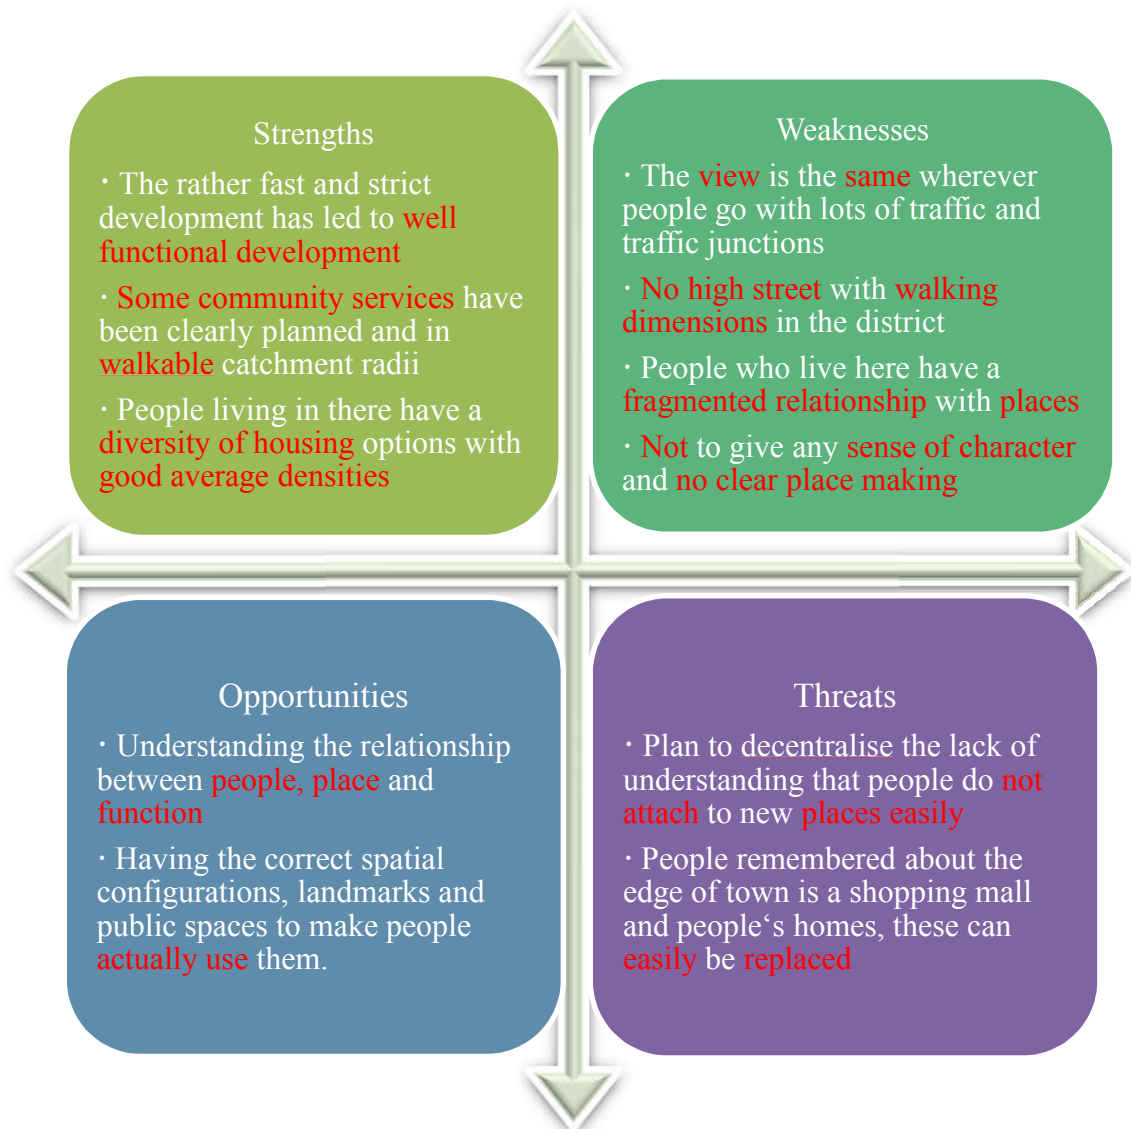 Strengths
· The rather fast and strict
development has led to well
functional development
· Some community services have
been clearly planned and in
walkable catchment radii
· People living in there have a
diversity of housing options with
good average densities
Weaknesses
· The view is the same wherever
people go with lots of traffic and
traffic junctions
· No high street with walking
dimensions in the district
· People who live here have a
fragmented relationship with places
· Not to give any sense of character
and no clear place making
Opportunities
· Understanding the relationship
between people, place and
function
· Having the correct spatial
configurations, landmarks and
public spaces to make people
actually use them.
Threats
· Plan to decentralise the lack of
understanding that people do not
attach to new places easily
· People remembered about the
edge of town is a shopping mall
and people‘s homes, these can
easily be replaced